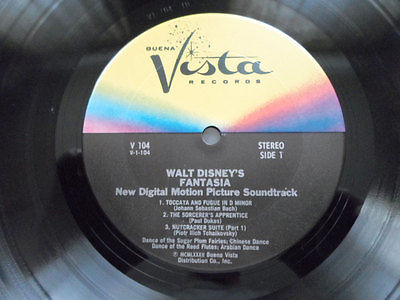 BUENA
Vista
RECORDS
V 104
V-1-104
STEREO
SIDE 1
WALT DISNEY'S
FANTASIA
New Digital Motion Picture Soundtrack
1. TOCCATA AND FUGUE IN D MINOR
(Johann Sebastian Bach)
2. THE SORCERER'S APPRENTICE
(Paul Dukas)
3. NUTCRACKER SUITE (Part 1)
(Piotr Ilich Tchaikovsky)
Dance of the Sugar Plum Fairies; Chinese Dance
Dance of the Reed Flutes; Arabian Dance
℗ MCMLXXXII Buena Vista
Distribution Co., Inc.